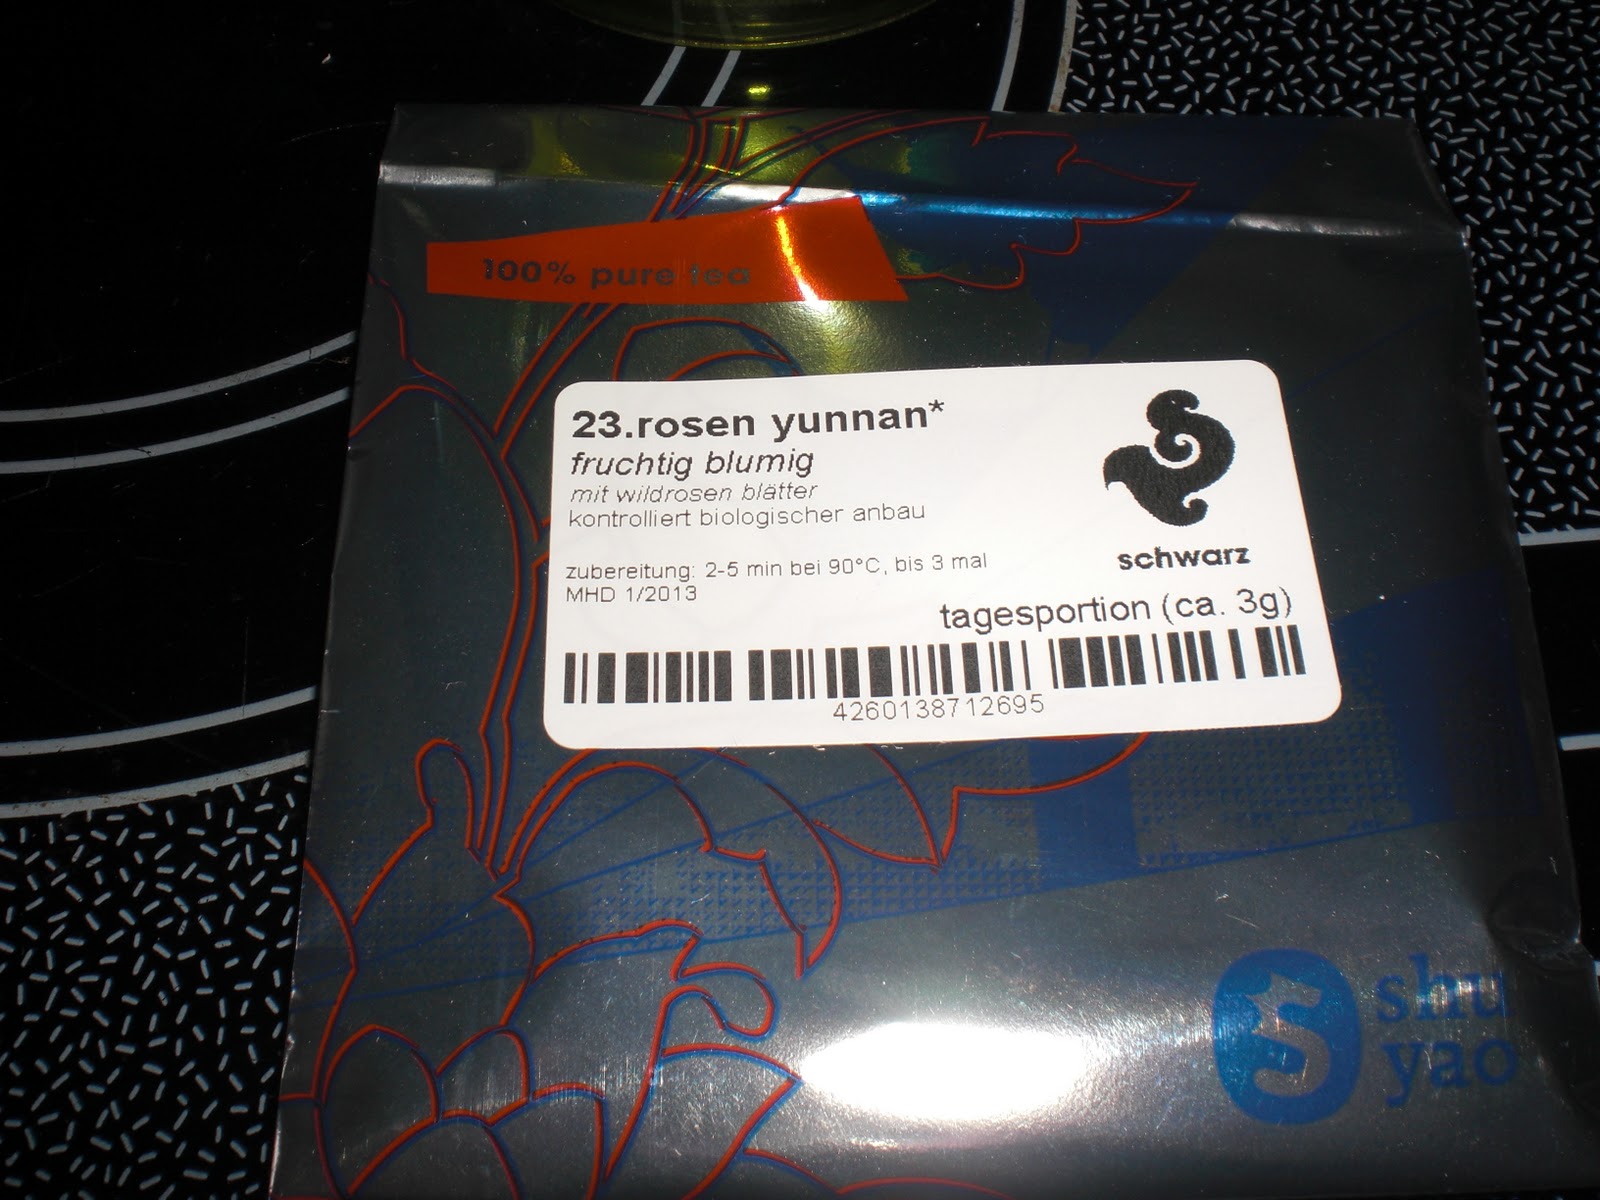 100% pure tea
23.rosen yunnan*
fruchtig blumig
mit wildrosen blätter
kontrolliert biologischer anbau
schwarz
zubereitung: 2-5 min bei 90°C, bis 3 mal
MHD 1/2013
tagesportion (ca. 3g)
4260138712695
shu
yao